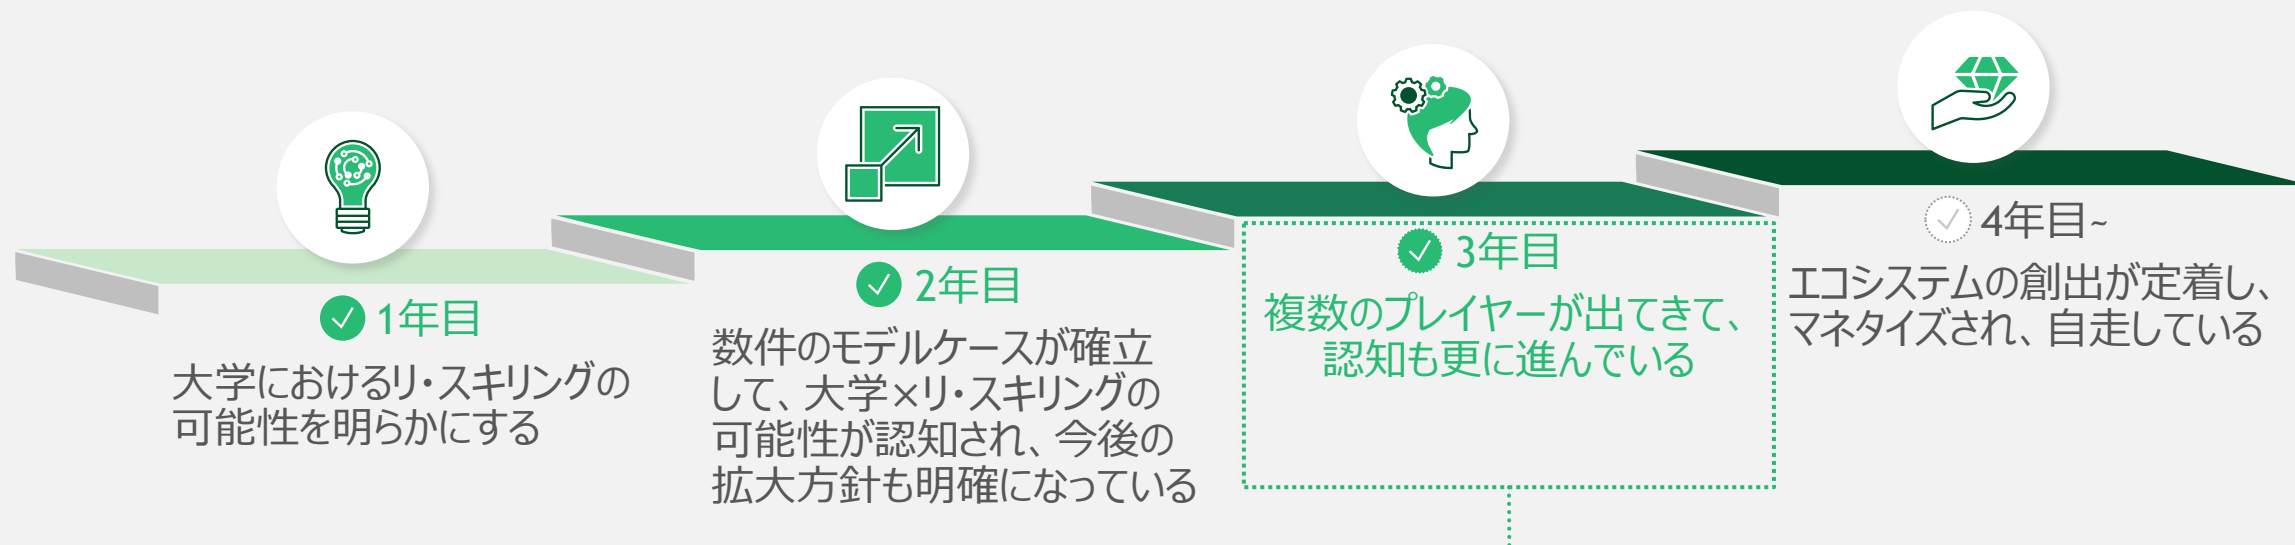 1年目
大学におけるリ・スキリングの
可能性を明らかにする
2年目
数件のモデルケースが確立
して、大学×リ・スキリングの
可能性が認知され、今後の
拡大方針も明確になっている
3年目
複数のプレイヤーが出てきて、
認知も更に進んでいる
4年目~
エコシステムの創出が定着し、
マネタイズされ、自走している